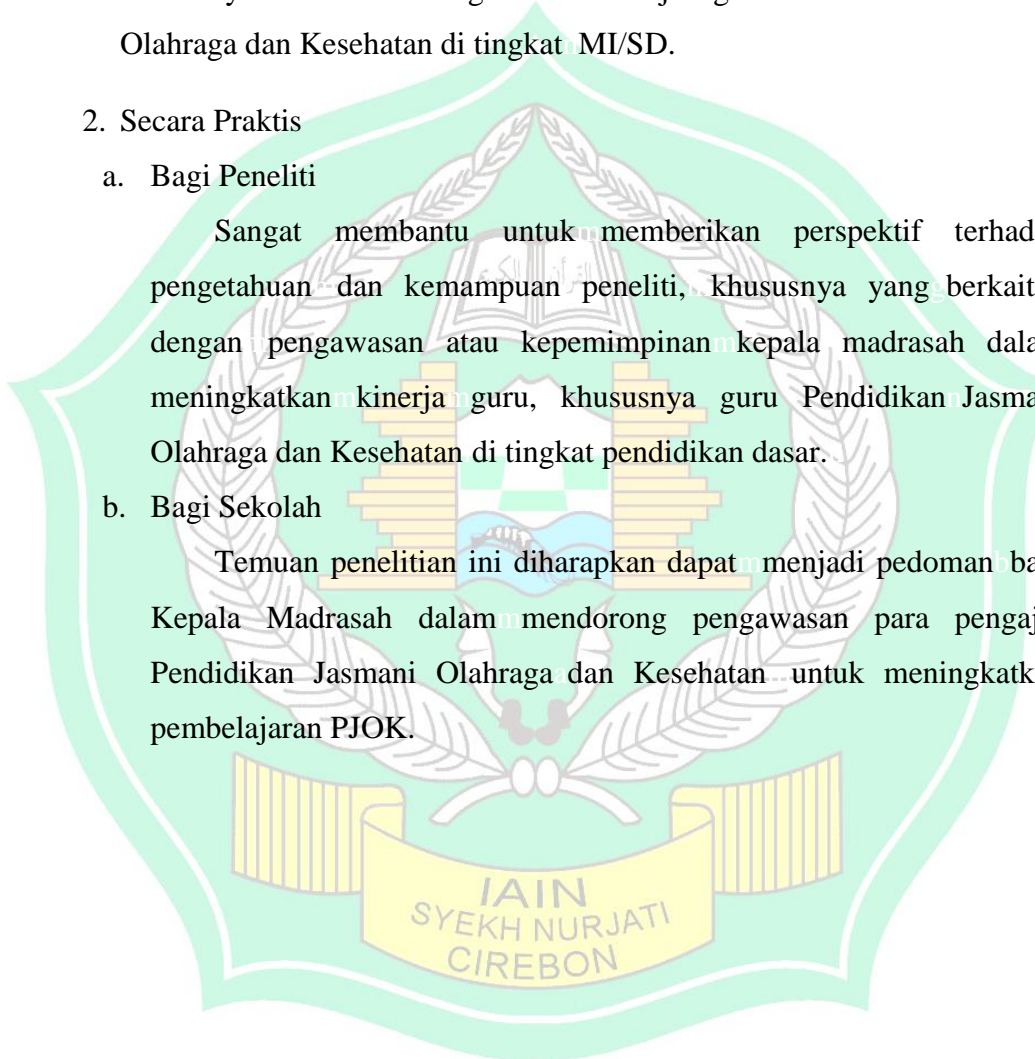 Olahraga dan Kesehatan di tingkat MI/SD.
2. Secara Praktis
a. Bagi Peneliti
Sangat membantu untuk memberikan perspektif terhad
pengetahuan dan kemampuan peneliti, khususnya yang berkait
dengan pengawasan atau kepemimpinan kepala madrasah dala
meningkatkan kinerja guru, khususnya guru Pendidikan Jasma
Olahraga dan Kesehatan di tingkat pendidikan dasar.
b. Bagi Sekolah
Temuan penelitian ini diharapkan dapat menjadi pedoman ba
Kepala Madrasah dalam mendorong pengawasan para pengaj
Pendidikan Jasmani Olahraga dan Kesehatan untuk meningkatk
pembelajaran PJOK.
IAIN
SYEKH NURJATI
CIREBON